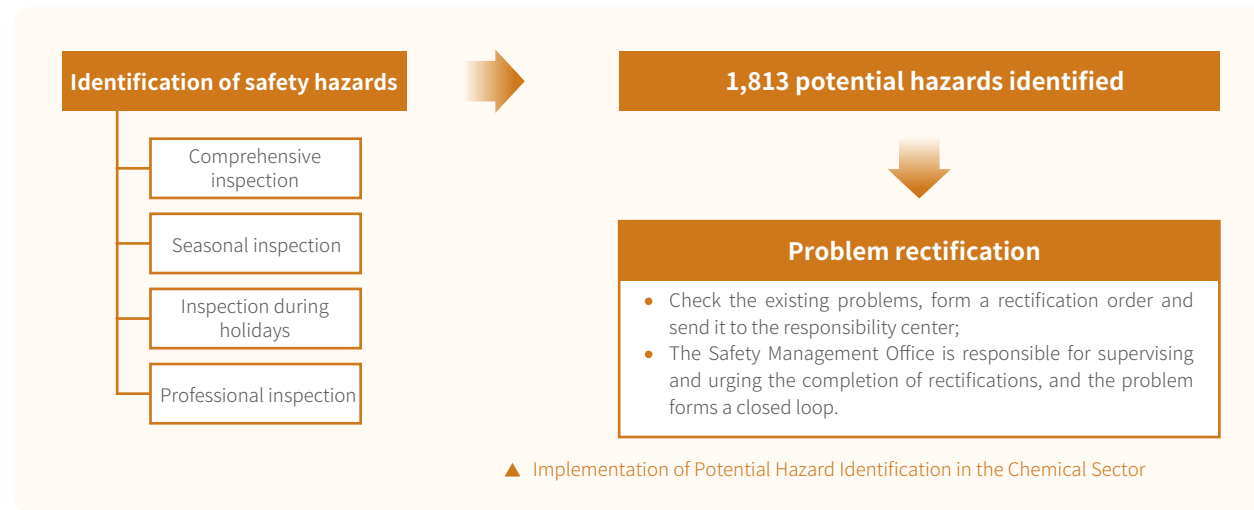 Identification of safety hazards
Comprehensive
inspection
Seasonal inspection
Inspection during
holidays
Professional inspection
1,813 potential hazards identified
Problem rectification
• Check the existing problems, form a rectification order and
send it to the responsibility center;
• The Safety Management Office is responsible for supervising
and urging the completion of rectifications, and the problem
forms a closed loop.
▲ Implementation of Potential Hazard Identification in the Chemical Sector